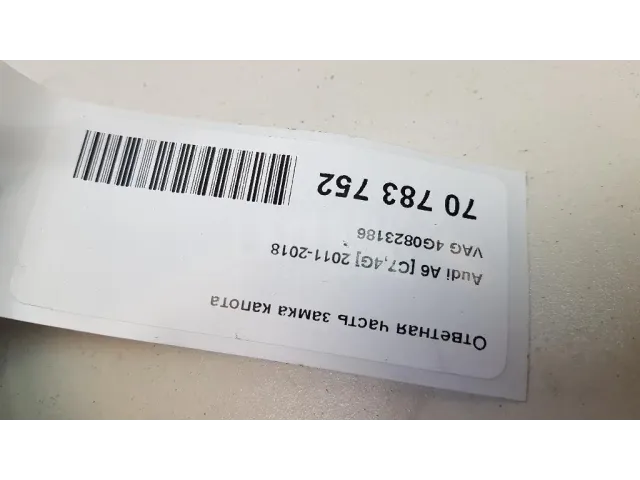 Ответная часть замка капота
Audi A6 [C7,4G] 2011-2018
VAG 4G0823186
70 783 752